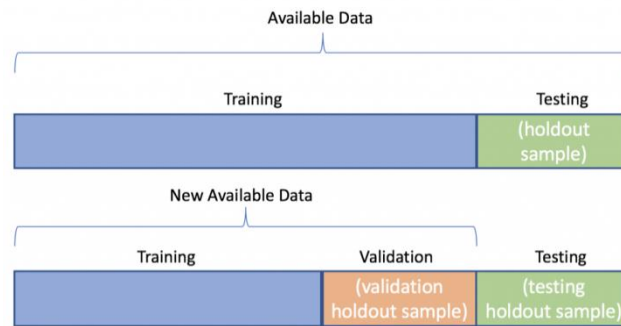 Available Data
Training
Testing
(holdout
sample)
New Available Data
Training
Validation
Testing
(validation
holdout sample)
(testing
holdout sample)